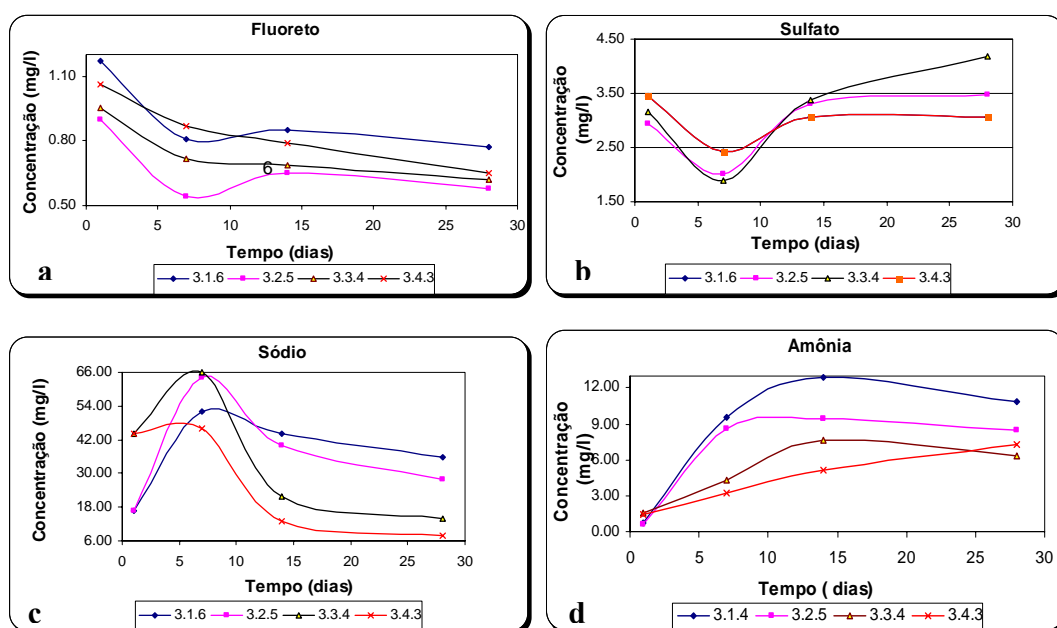 Fluoreto
Concentração (mg/l)
1.10
0.80
0.50
6
0 5 10 15 20 25 30
Tempo (dias)
a
3.1.6 3.2.5 3.3.4 3.4.3
Sulfato
Concentração
(mg/l)
4.50
3.50
2.50
1.50
0 5 10 15 20 25 30
Tempo (dias)
b
3.1.6 3.2.5 3.3.4 3.4.3
Sódio
Concentração (mg/l)
66.00
54.00
42.00
30.00
18.00
6.00
0 5 10 15 20 25 30
Tempo (dias)
c
3.1.6 3.2.5 3.3.4 3.4.3
Amônia
Concentração
(mg/l)
12.00
9.00
6.00
3.00
0.00
0 5 10 15 20 25 30
Tempo ( dias)
d
3.1.4 3.2.5 3.3.4 3.4.3